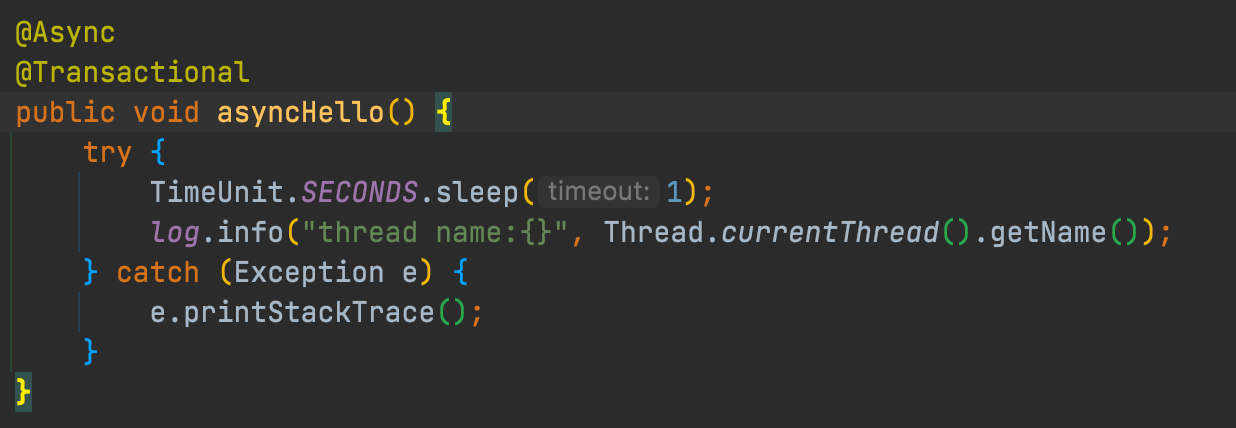 @Async
@Transactional
public void asyncHello() {
    try {
        TimeUnit.SECONDS.sleep( timeout: 1);
        log.info("thread name:{}", Thread.currentThread().getName());
    } catch (Exception e) {
        e.printStackTrace();
    }
}